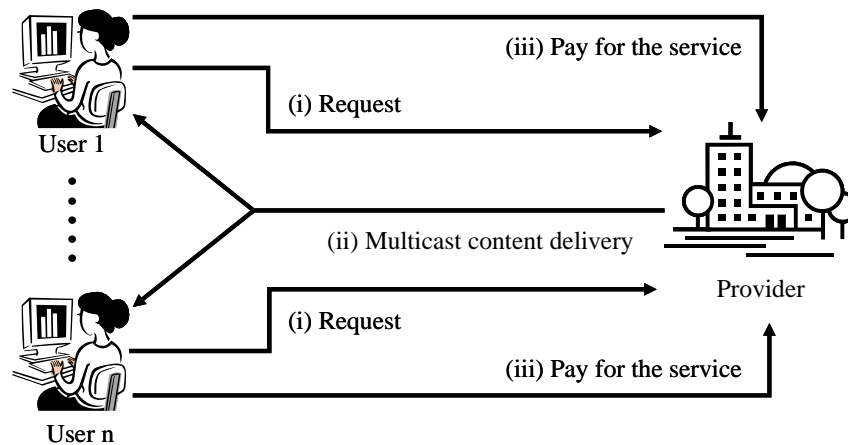 (iii) Pay for the service
(i) Request
User 1
(ii) Multicast content delivery
Provider
(i) Request
(iii) Pay for the service
User n